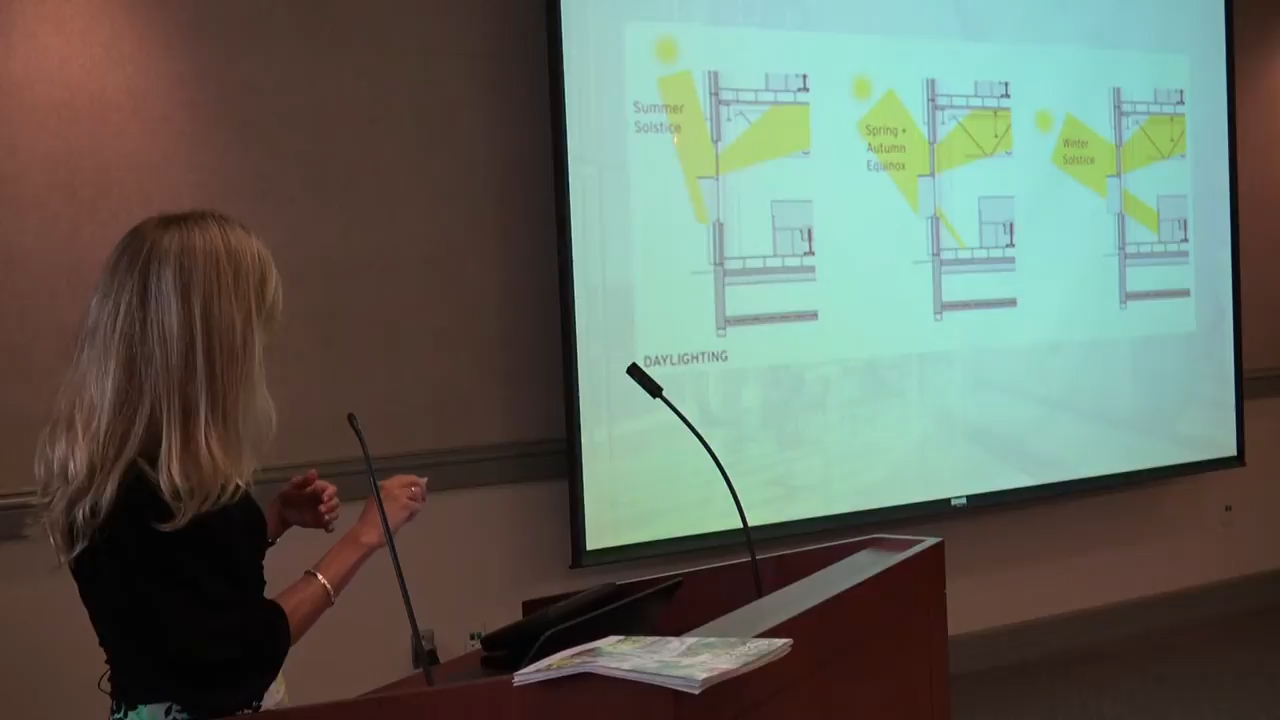 Summer
Solstice
Spring +
Autumn
Equinox
Winter
Solstice
DAYLIGHTING